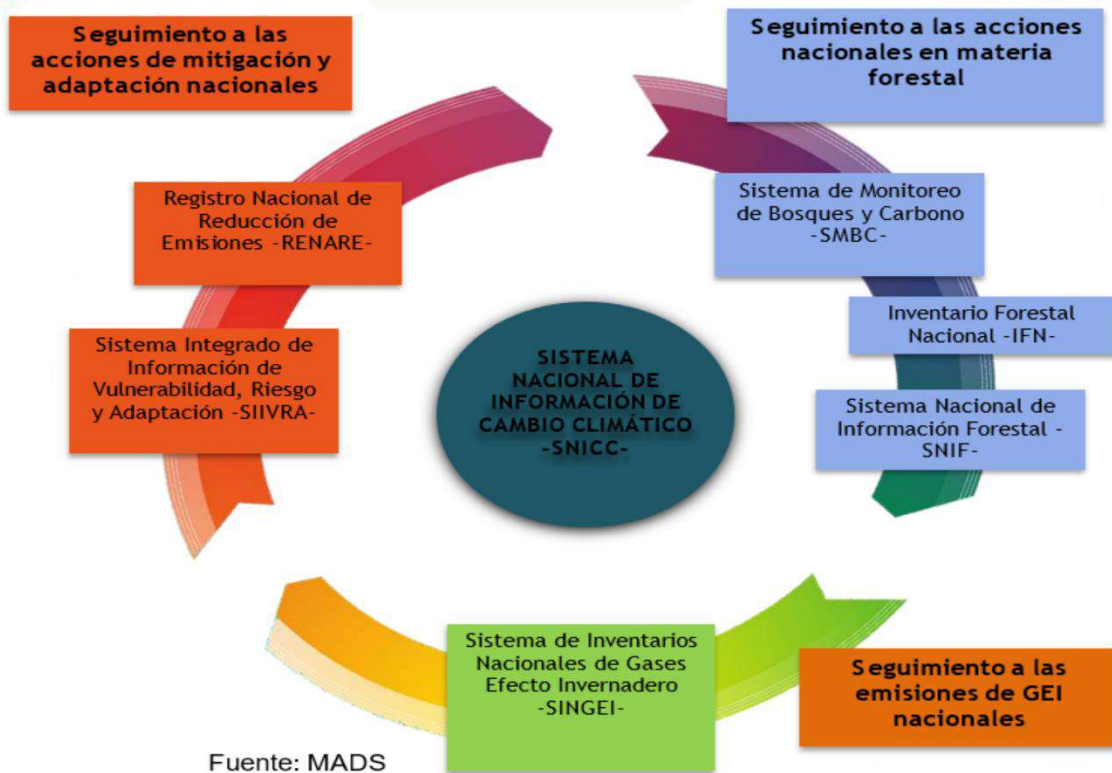 Seguimiento a las
acciones de mitigación y
adaptación nacionales
Seguimiento a las acciones
nacionales en materia
forestal
Registro Nacional de
Reducción de
Emisiones -RENARE-
Sistema de Monitoreo
de Bosques y Carbono
-SMBC-
Inventario Forestal
Nacional -IFN-
Sistema Integrado de
Información de
Vulnerabilidad, Riesgo
y Adaptación -SIIVRA-
SISTEMA
NACIONAL DE
INFORMACIÓN DE
CAMBIO CLIMÁTICO
-SNICC-
Sistema Nacional de
Información Forestal -
SNIF-
Sistema de Inventarios
Nacionales de Gases
Efecto Invernadero
-SINGEI-
Seguimiento a las
emisiones de GEI
nacionales
Fuente: MADS